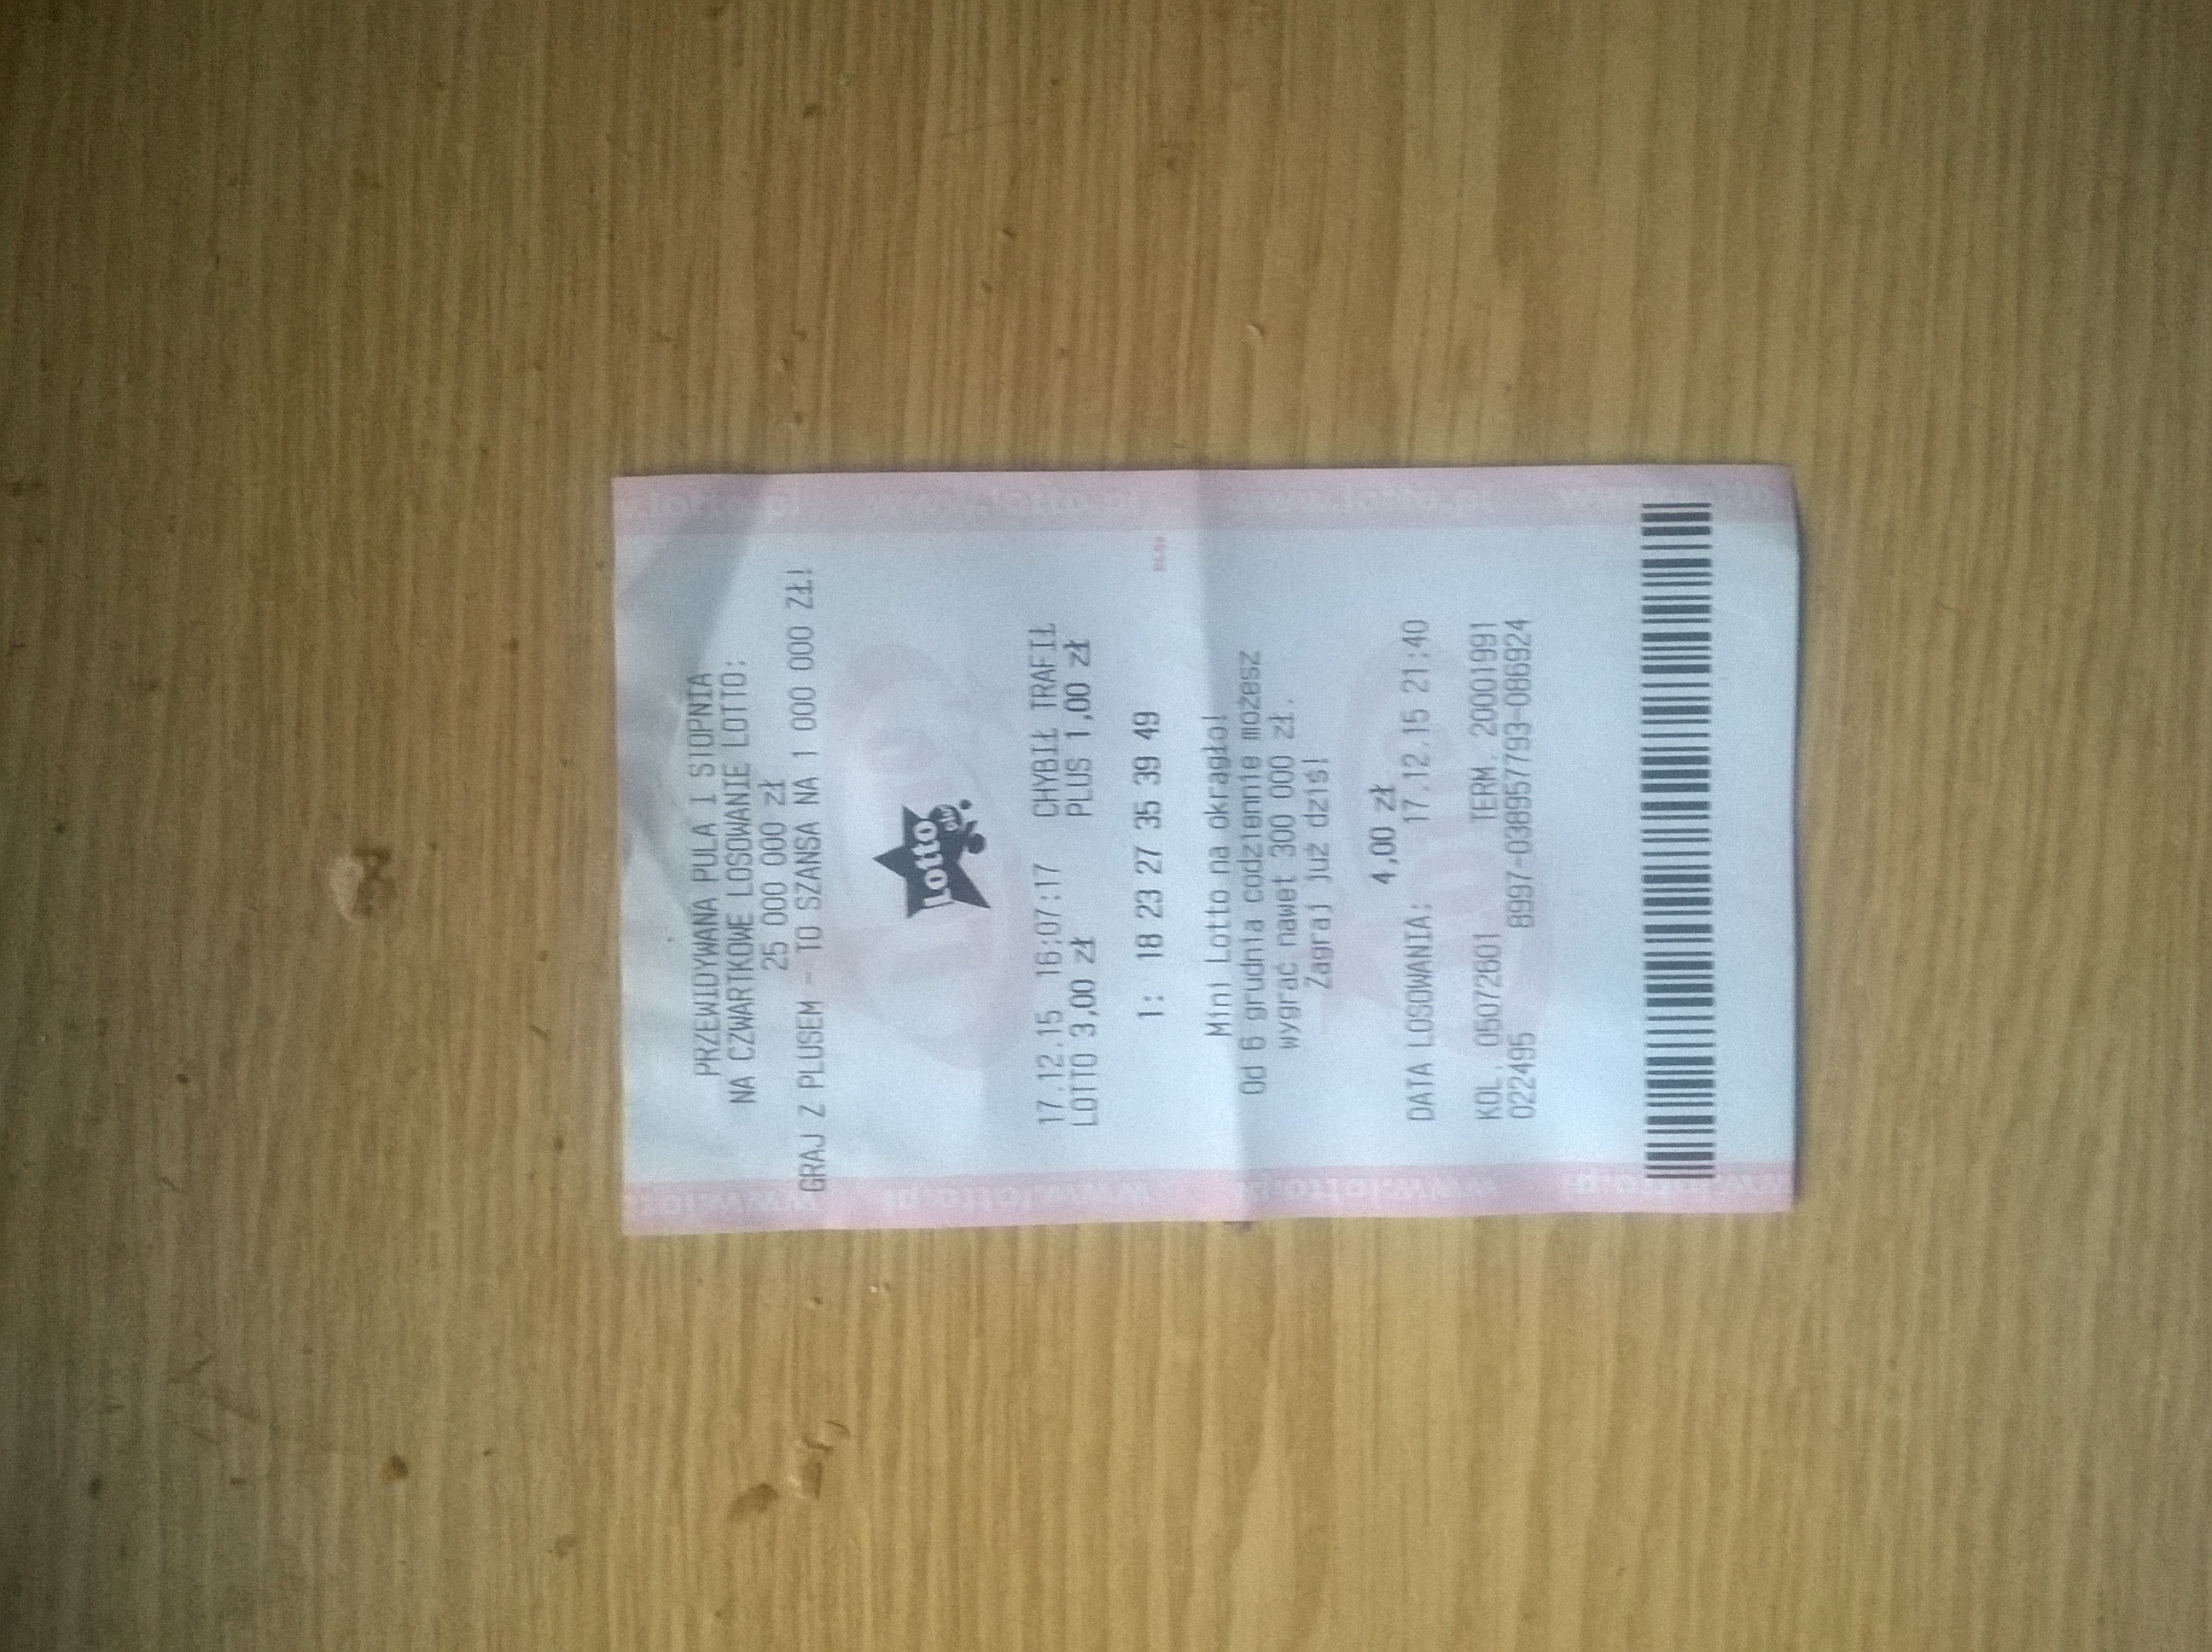 PRZEWIDYWANA PULA I STOPNIA
NA CZWARTKOWE LOSOWANIE LOTTO:
25 000 000 zł
GRAJ Z PLUSEM - TO SZANSA NA 1 000 000 ZŁ!
Lotto
17.12.15 16:07:17 CHYBIŁ TRAFIŁ
LOTTO 3,00 zł PLUS 1,00 zł
1: 18 23 27 35 39 49
Mini Lotto na okrągło!
Od 6 grudnia codziennie możesz
wygrać nawet 300 000 zł.
Zagraj już dziś!
4,00 zł
DATA LOSOWANIA: 17.12.15 21:40
KOL. 05072601 TERM. 20001991
022495 8997-038957793-086924
www.lotto.pl